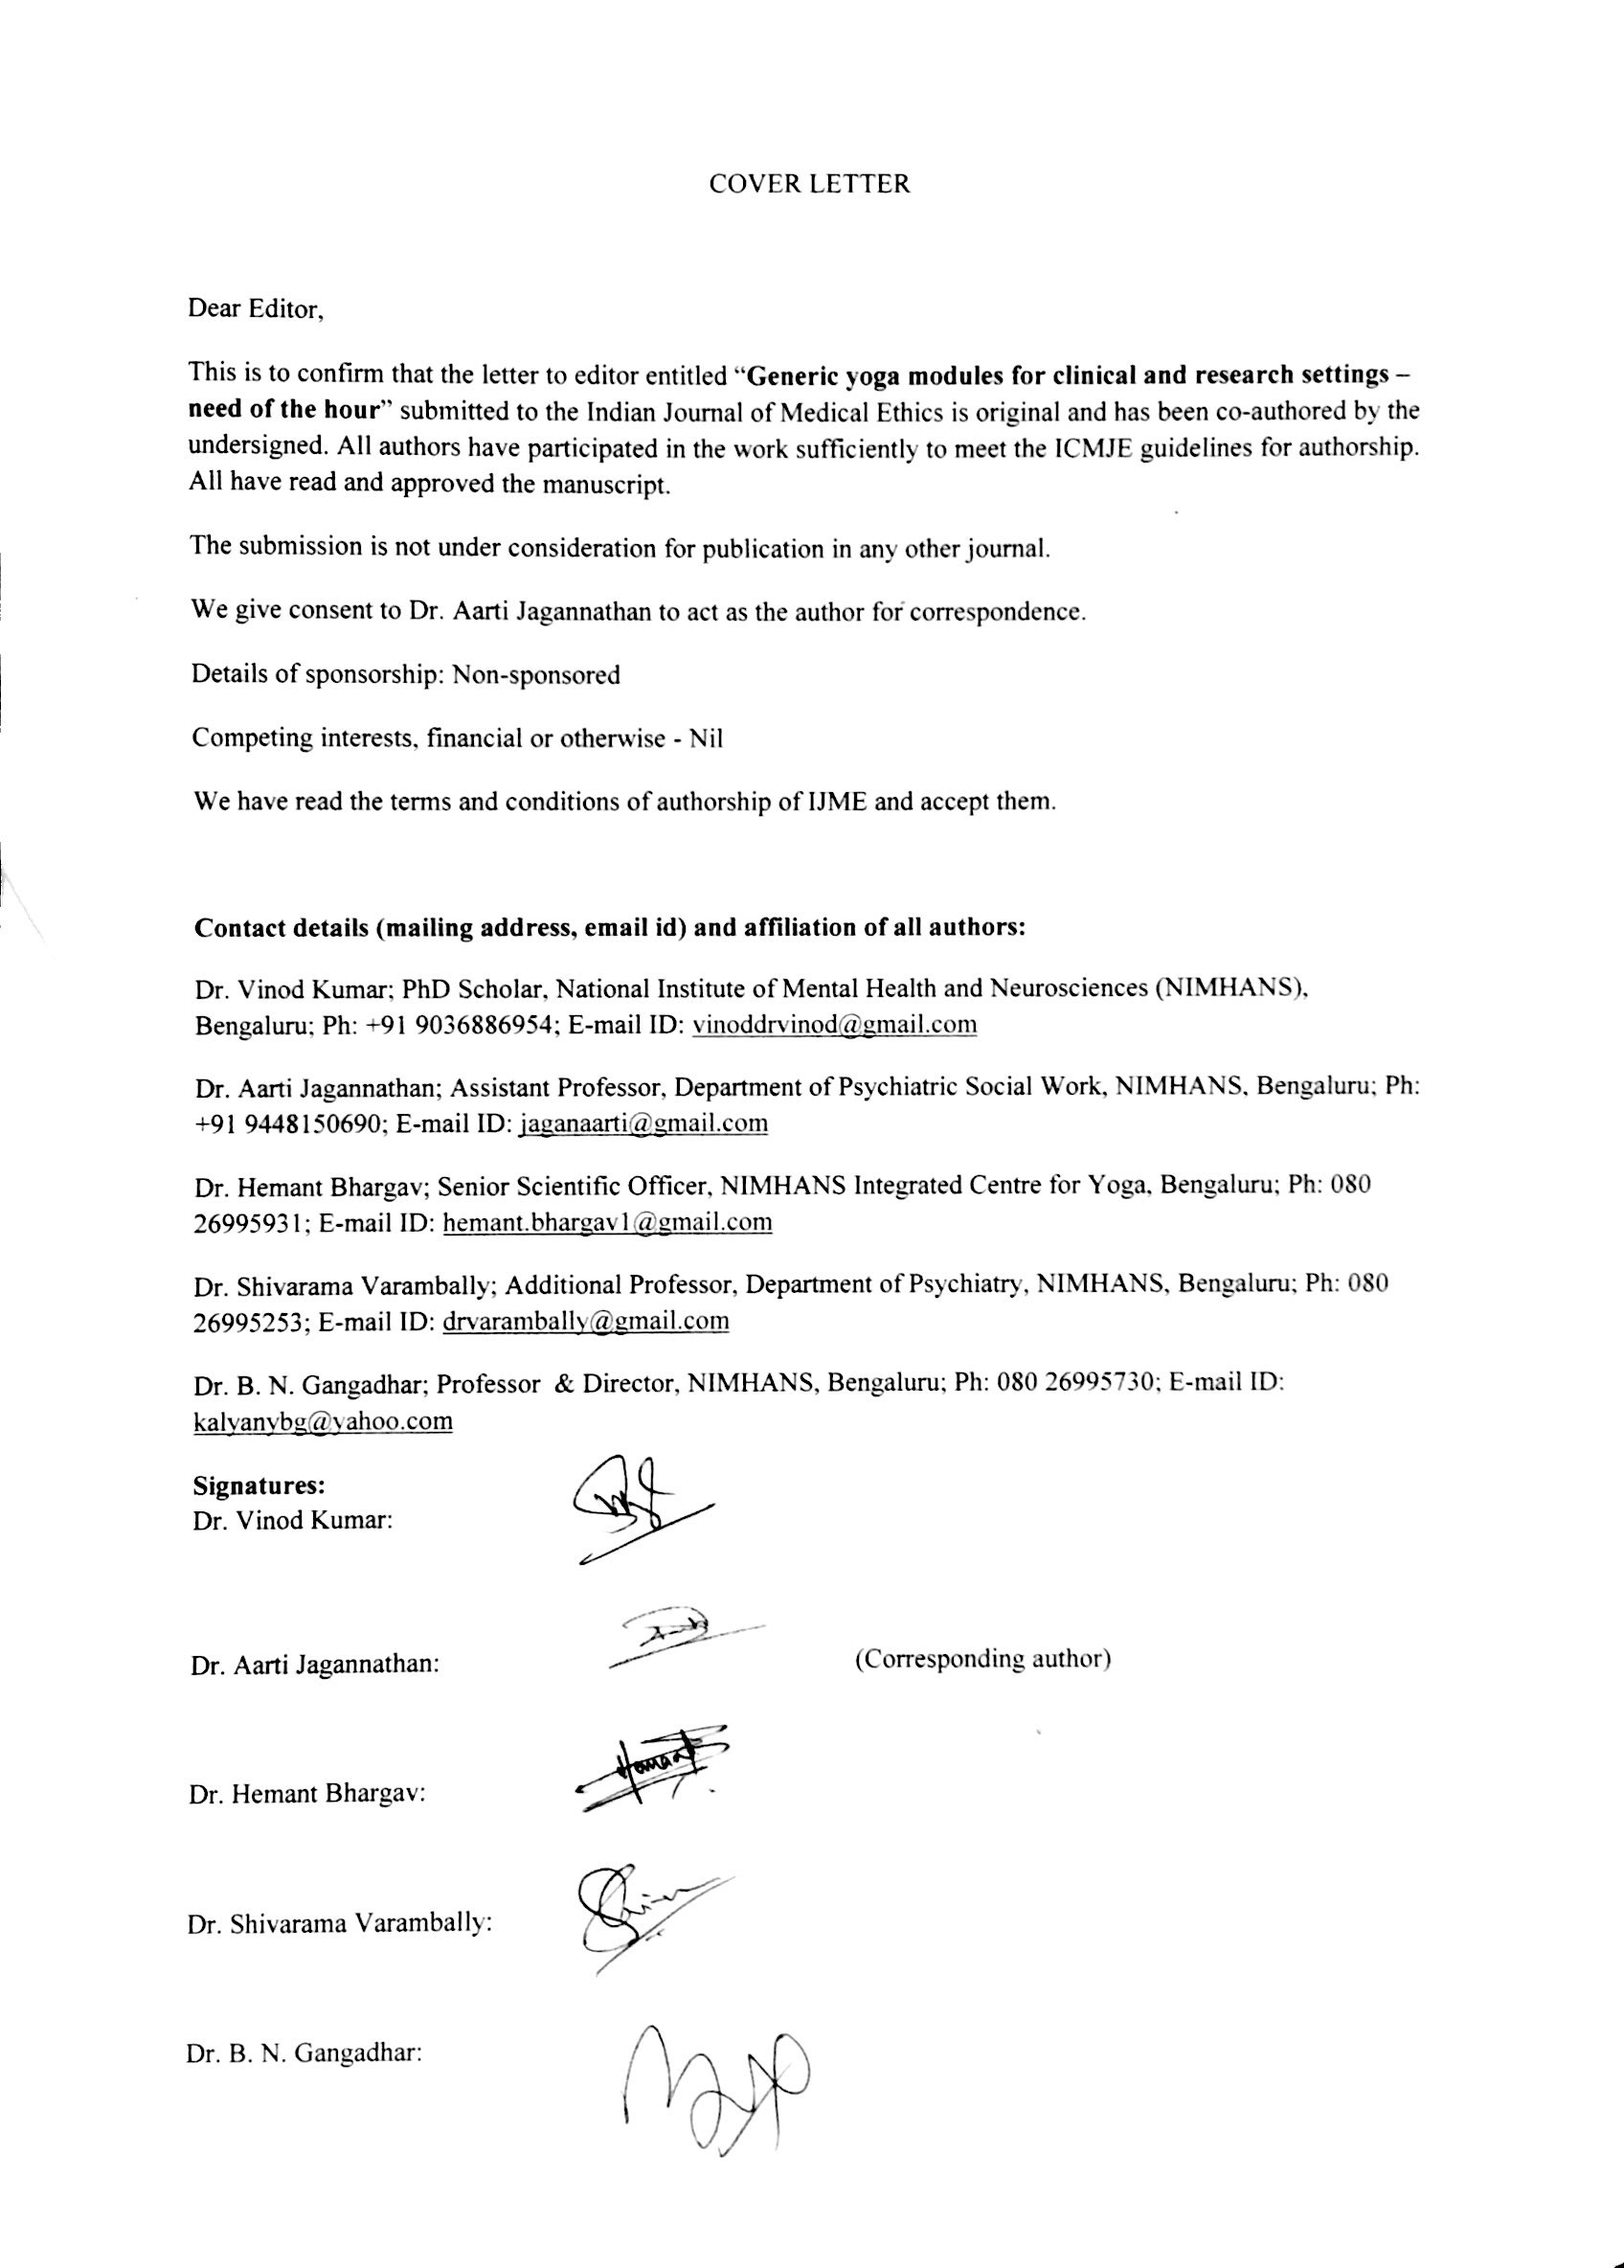 COVER LETTER
Dear Editor,
This is to confirm that the letter to editor entitled “Generic yoga modules for clinical and research settings –
need of the hour” submitted to the Indian Journal of Medical Ethics is original and has been co-authored by the
undersigned. All authors have participated in the work sufficiently to meet the ICMJE guidelines for authorship.
All have read and approved the manuscript.
The submission is not under consideration for publication in any other journal.
We give consent to Dr. Aarti Jagannathan to act as the author for correspondence.
Details of sponsorship: Non-sponsored
Competing interests, financial or otherwise - Nil
We have read the terms and conditions of authorship of IJME and accept them.
Contact details (mailing address, email id) and affiliation of all authors:
Dr. Vinod Kumar; PhD Scholar, National Institute of Mental Health and Neurosciences (NIMHANS),
Bengaluru; Ph: +91 9036886954; E-mail ID: vinoddrvinod@gmail.com
Dr. Aarti Jagannathan; Assistant Professor, Department of Psychiatric Social Work, NIMHANS, Bengaluru; Ph:
+91 9448150690; E-mail ID: jaganaarti@gmail.com
Dr. Hemant Bhargav; Senior Scientific Officer, NIMHANS Integrated Centre for Yoga, Bengaluru; Ph: 080
26995931; E-mail ID: hemant.bhargav1@gmail.com
Dr. Shivarama Varambally; Additional Professor, Department of Psychiatry, NIMHANS, Bengaluru; Ph: 080
26995253; E-mail ID: drvarambally@gmail.com
Dr. B. N. Gangadhar; Professor & Director, NIMHANS, Bengaluru; Ph: 080 26995730; E-mail ID:
kalyanybg@yahoo.com
Signatures:
Dr. Vinod Kumar:
Dr. Aarti Jagannathan: (Corresponding author)
Dr. Hemant Bhargav: Hemant
Dr. Shivarama Varambally:
Dr. B. N. Gangadhar: